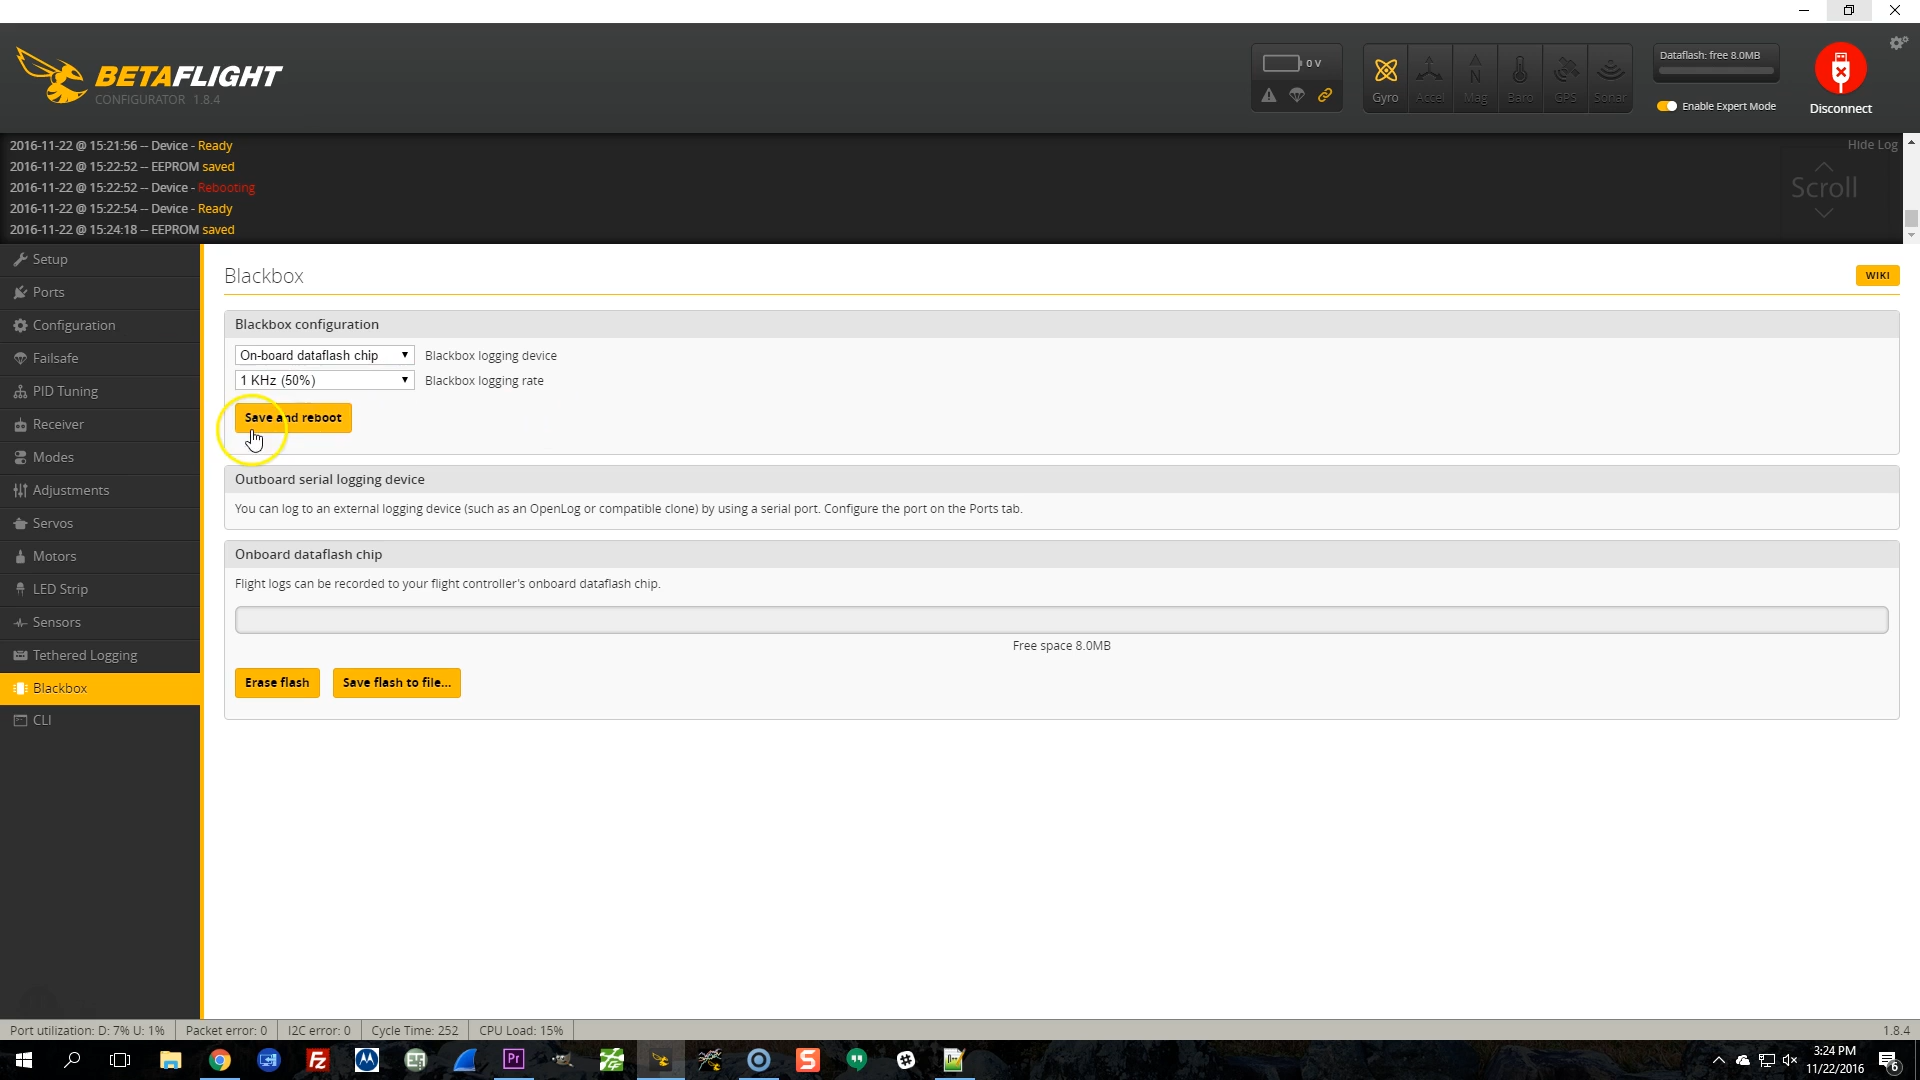 BETAFLIGHT
CONFIGURATOR 1.8.4
0 V
Gyro
Accel
Mag
Baro
GPS
Sonar
Dataflash: free 8.0MB
Enable Expert Mode
Disconnect
2016-11-22 @ 15:21:56 -- Device - Ready
2016-11-22 @ 15:22:52 -- EEPROM saved
2016-11-22 @ 15:22:52 -- Device - Rebooting
2016-11-22 @ 15:22:54 -- Device - Ready
2016-11-22 @ 15:24:18 -- EEPROM saved
Hide Log
Scroll
Setup
Ports
Configuration
Failsafe
PID Tuning
Receiver
Modes
Adjustments
Servos
Motors
LED Strip
Sensors
Tethered Logging
Blackbox
CLI
Blackbox
WIKI
Blackbox configuration
On-board dataflash chip Blackbox logging device
1 KHz (50%) Blackbox logging rate
Save and reboot
Outboard serial logging device
You can log to an external logging device (such as an OpenLog or compatible clone) by using a serial port. Configure the port on the Ports tab.
Onboard dataflash chip
Flight logs can be recorded to your flight controller's onboard dataflash chip.
Free space 8.0MB
Erase flash
Save flash to file...
Port utilization: D: 7% U: 1% Packet error: 0 I2C error: 0 Cycle Time: 252 CPU Load: 15% 1.8.4
3:24 PM
11/22/2016
6